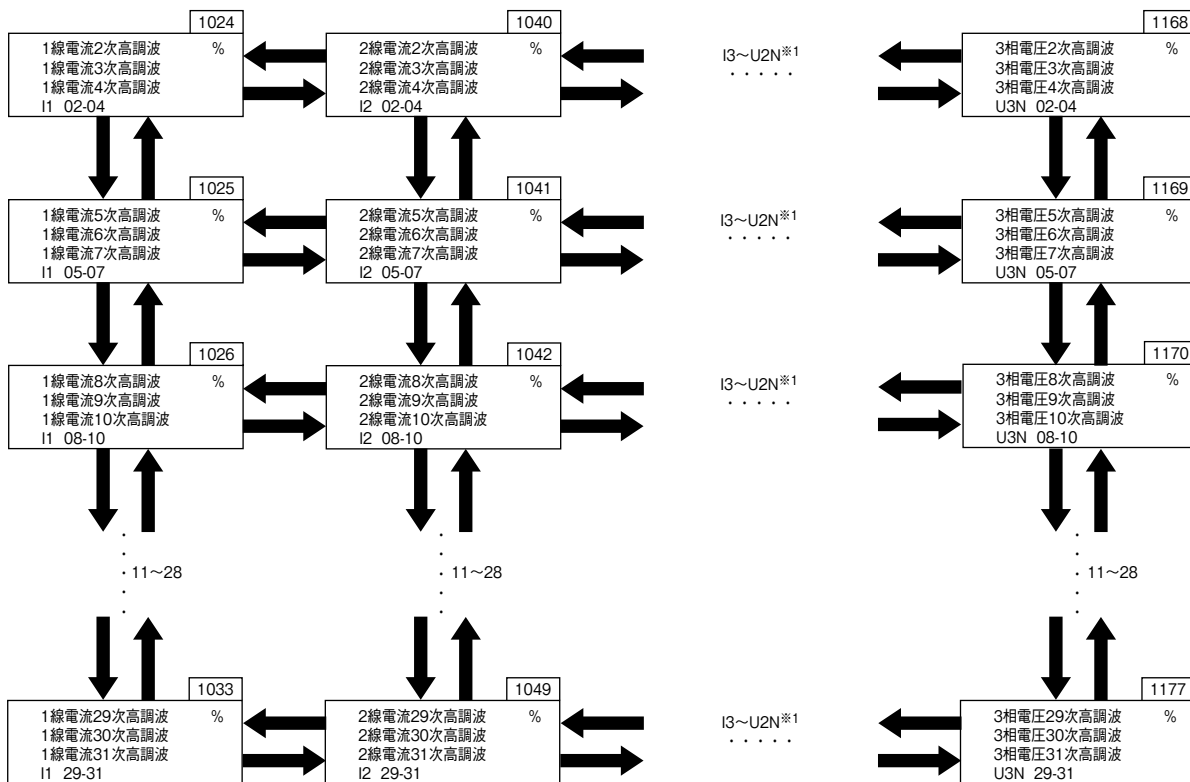 1024
1線電流2次高調波 %
1線電流3次高調波
1線電流4次高調波
I1 02-04
1040
2線電流2次高調波 %
2線電流3次高調波
2線電流4次高調波
I2 02-04
I3～U2N※1
・・・・・
1168
3相電圧2次高調波 %
3相電圧3次高調波
3相電圧4次高調波
U3N 02-04
1025
1線電流5次高調波 %
1線電流6次高調波
1線電流7次高調波
I1 05-07
1041
2線電流5次高調波 %
2線電流6次高調波
2線電流7次高調波
I2 05-07
I3～U2N※1
・・・・・
1169
3相電圧5次高調波 %
3相電圧6次高調波
3相電圧7次高調波
U3N 05-07
1026
1線電流8次高調波 %
1線電流9次高調波
1線電流10次高調波
I1 08-10
1042
2線電流8次高調波 %
2線電流9次高調波
2線電流10次高調波
I2 08-10
I3～U2N※1
・・・・・
1170
3相電圧8次高調波 %
3相電圧9次高調波
3相電圧10次高調波
U3N 08-10
11～28
11～28
11～28
1033
1線電流29次高調波 %
1線電流30次高調波
1線電流31次高調波
I1 29-31
1049
2線電流29次高調波 %
2線電流30次高調波
2線電流31次高調波
I2 29-31
I3～U2N※1
・・・・・
1177
3相電圧29次高調波 %
3相電圧30次高調波
3相電圧31次高調波
U3N 29-31